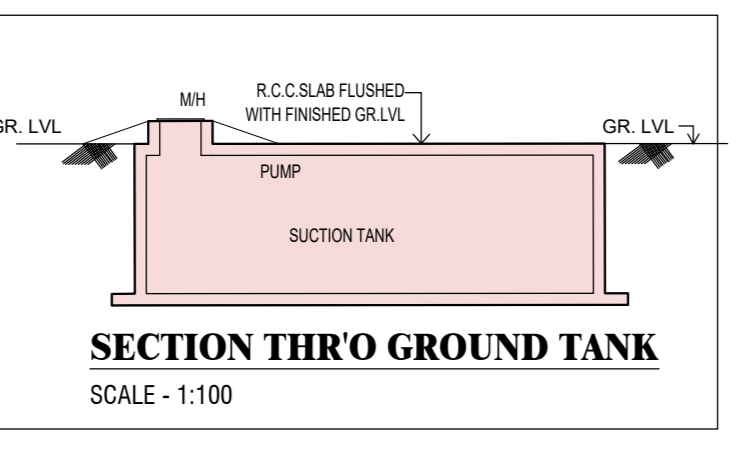 M/H
R.C.C.SLAB FLUSHED
WITH FINISHED GR.LVL
GR. LVL
GR. LVL
PUMP
SUCTION TANK
SECTION THR'O GROUND TANK
SCALE - 1:100